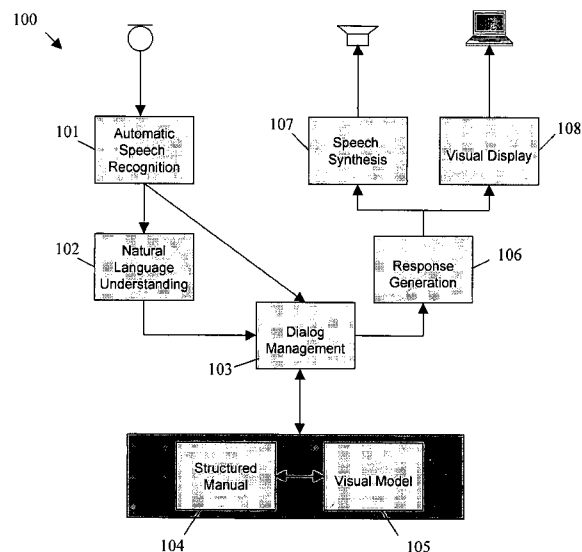 100
101
Automatic
Speech
Recognition
107
Speech
Synthesis
108
Visual Display
102
Natural
Language
Understanding
106
Response
Generation
103
Dialog
Management
Structured
Manual
Visual Model
104
105